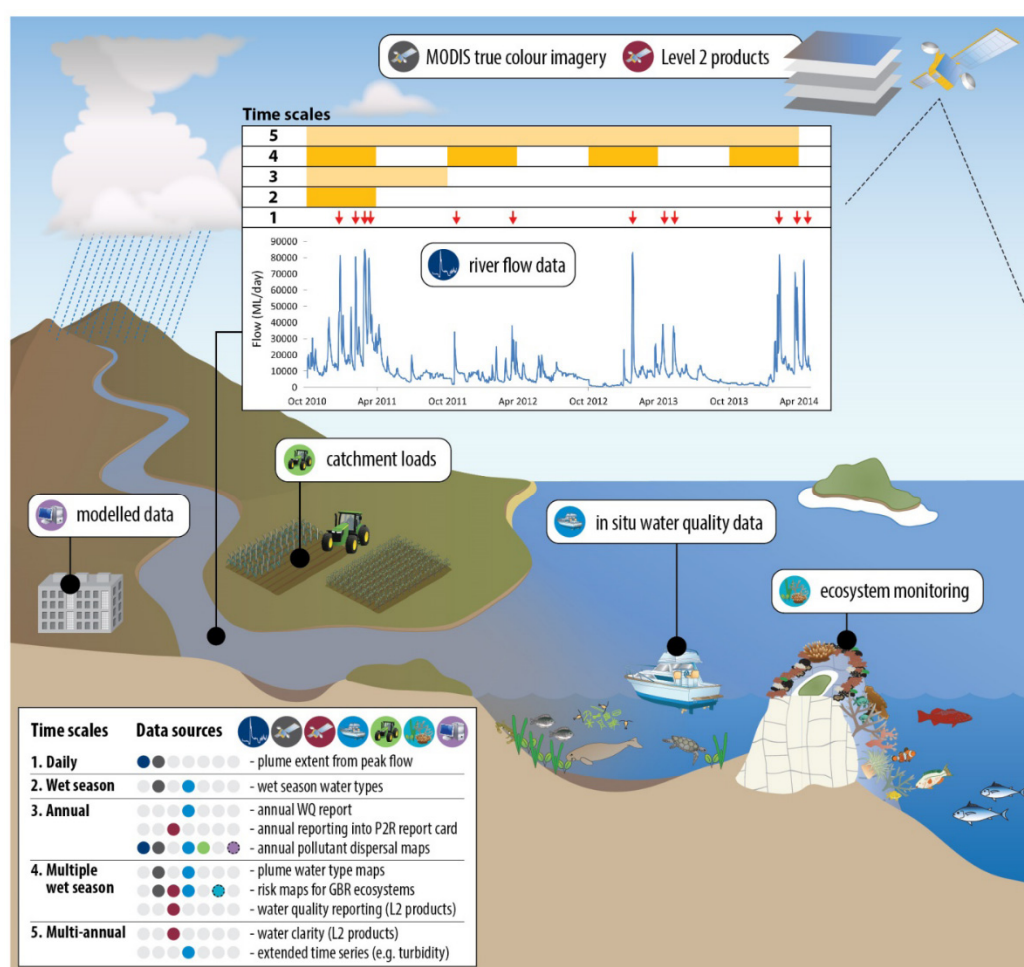 MODIS true colour imagery
Level 2 products
Time scales
5
4
3
2
1
river flow data
Flow (ML/day)
90000
80000
70000
60000
50000
40000
30000
20000
10000
0
Oct 2010 Apr 2011 Oct 2011 Apr 2012 Oct 2012 Apr 2013 Oct 2013 Apr 2014
catchment loads
modelled data
in situ water quality data
ecosystem monitoring
Time scales Data sources
1. Daily - plume extent from peak flow
2. Wet season - wet season water types
3. Annual - annual WQ report
- annual reporting into P2R report card
- annual pollutant dispersal maps
4. Multiple - plume water type maps
wet season - risk maps for GBR ecosystems
- water quality reporting (L2 products)
5. Multi-annual - water clarity (L2 products)
- extended time series (e.g. turbidity)